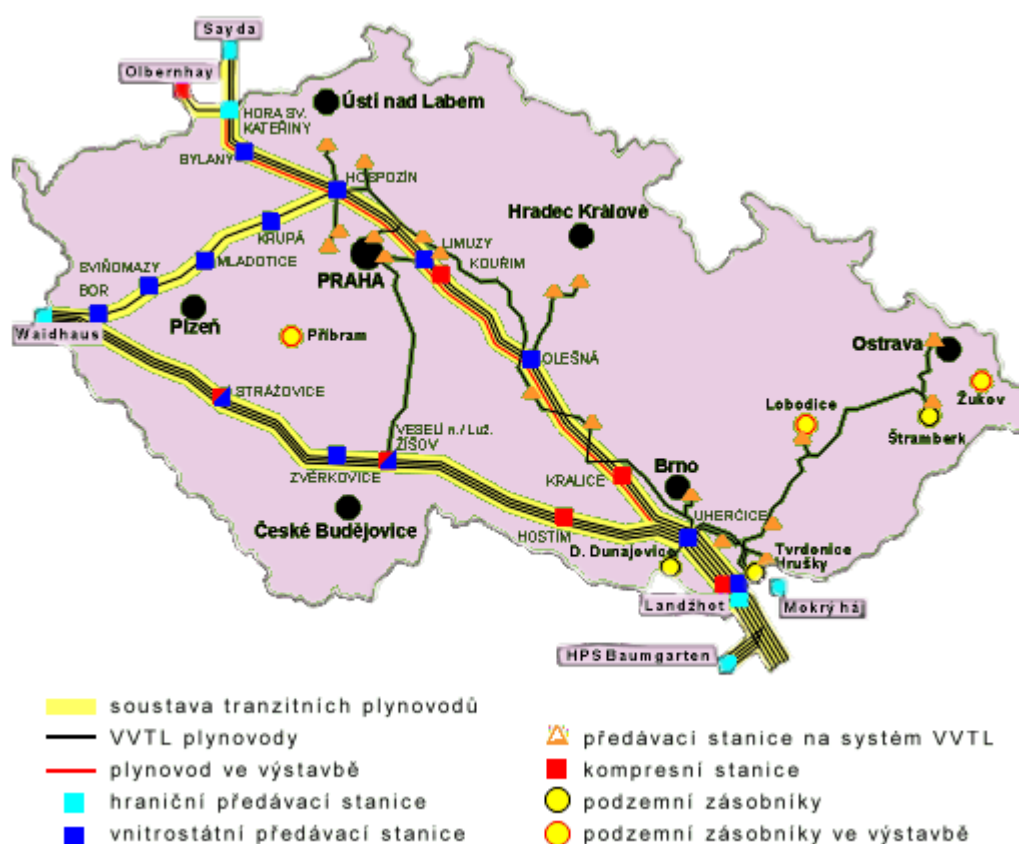 Sayda
Olbernhay
HORA SV.
KATEŘINY
Ústí nad Labem
BYLANY
HOSPOZÍN
Hradec Králové
KRUPÁ
LIMUZY
KOUŘIM
SVIŇOMAZY
MLADOTICE
PRAHA
BOR
Waidhaus
Plzeň
Příbram
OLEŠNÁ
Ostrava
STRÁŽOVICE
Žukov
Lobodice
Štramberk
VESELÍ n./ Luž.
ŽÍŠOV
ZVĚRKOVICE
KRALICE
Brno
České Budějovice
HOSTIM
UHERČICE
D. Dunajovice
Tvrdonice
Hrušky
Landžhot
Mokrý háj
HPS Baumgarten
soustava tranzitních plynovodů
VVTL plynovody
předávací stanice na systém VVTL
plynovod ve výstavbě
kompresní stanice
hraniční předávací stanice
podzemní zásobníky
vnitrostátní předávací stanice
podzemní zásobníky ve výstavbě